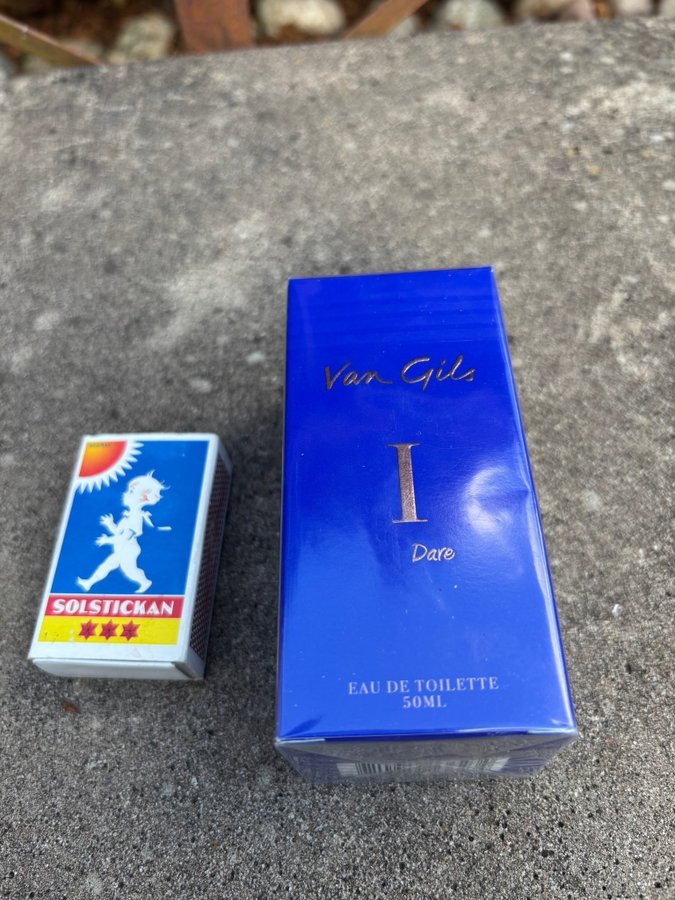 Van Gils
I
Dare
EAU DE TOILETTE
50ML
SOLSTICKAN